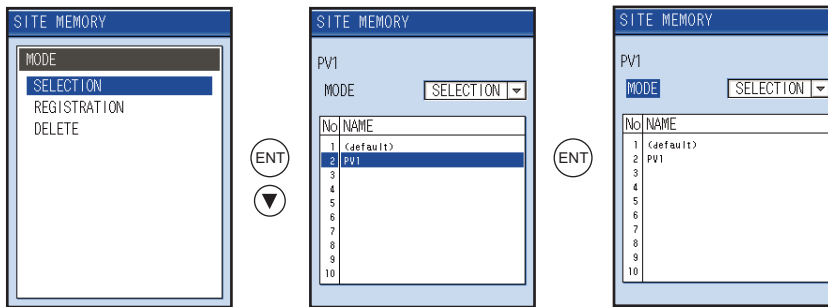 SITE MEMORY
MODE
SELECTION
REGISTRATION
DELETE
ENT
SITE MEMORY
PV1
MODE SELECTION
No NAME
1 (default)
2 PV1
3
4
5
6
7
8
9
10
ENT
SITE MEMORY
PV1
MODE SELECTION
No NAME
1 (default)
2 PV1
3
4
5
6
7
8
9
10